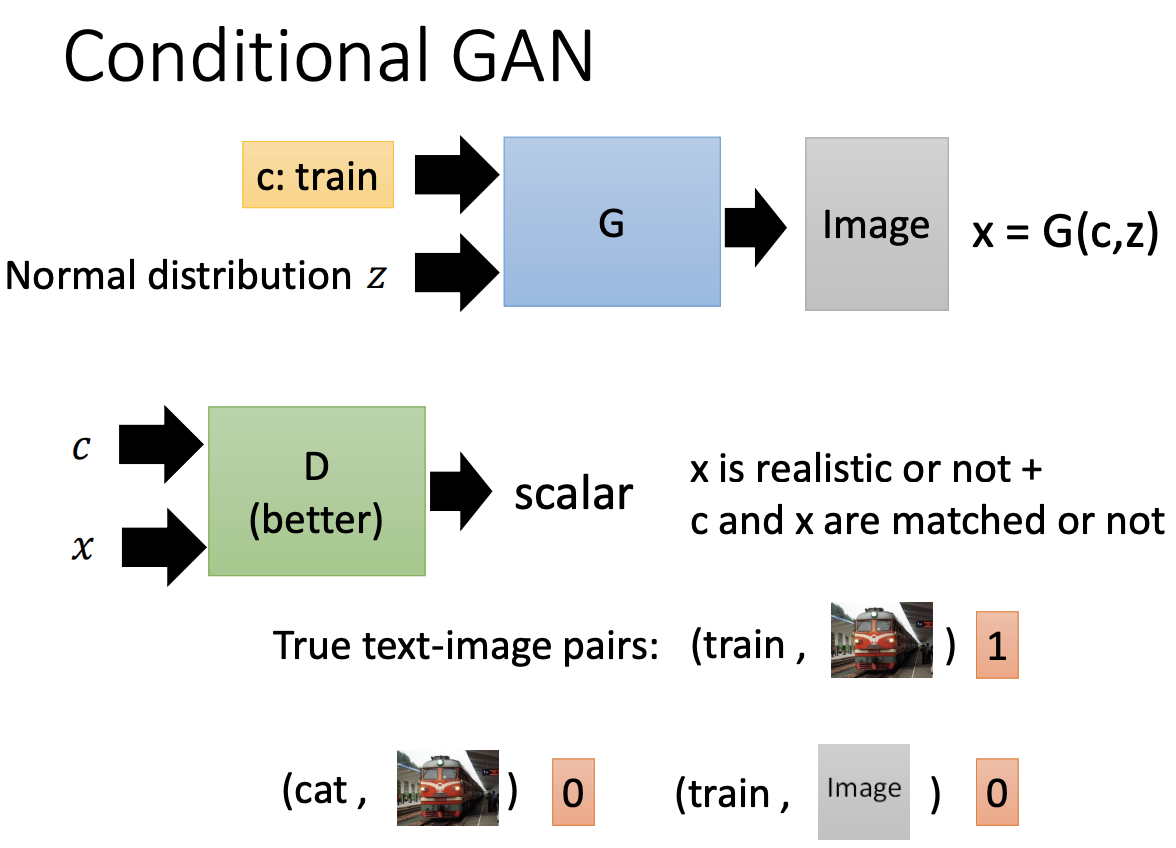 Conditional GAN
c: train
G
Image
x = G(c,z)
Normal distribution z
c
D
(better)
scalar
x is realistic or not +
c and x are matched or not
x
True text-image pairs: (train , ) 1
(cat , ) 0
(train , Image ) 0